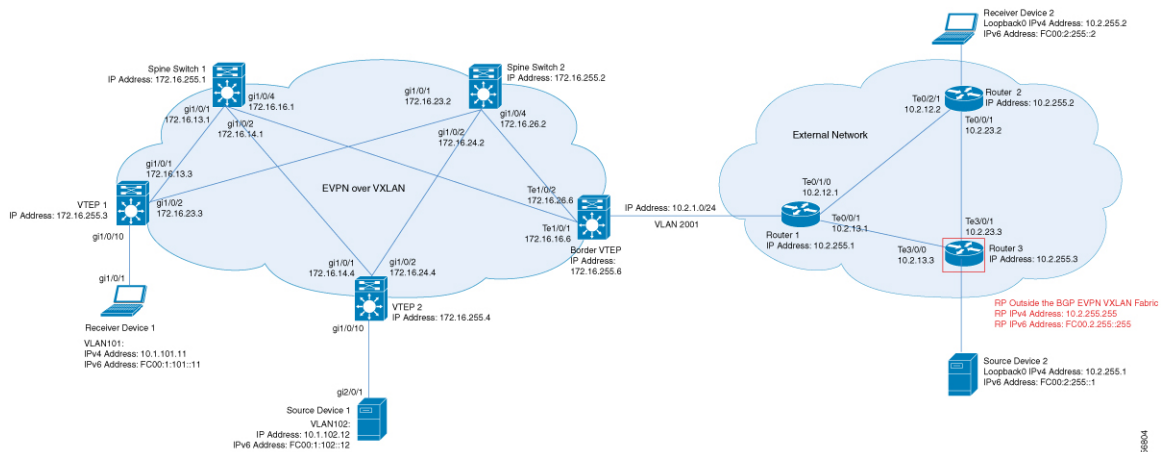 Receiver Device 2
Loopback0 IPv4 Address: 10.2.255.2
IPv6 Address: FC00:2:255::2
Spine Switch 1
IP Address: 172.16.255.1
Spine Switch 2
IP Address: 172.16.255.2
gi1/0/4
172.16.16.1
gi1/0/1
172.16.13.1
gi1/0/2
172.16.14.1
gi1/0/1
172.16.23.2
gi1/0/4
172.16.26.2
gi1/0/2
172.16.24.2
Te0/2/1
10.2.12.2
Router 2
IP Address: 10.2.255.2
Te0/0/1
10.2.23.2
External Network
gi1/0/1
172.16.13.3
VTEP 1
IP Address: 172.16.255.3
gi1/0/2
172.16.23.3
gi1/0/10
EVPN over VXLAN
Te1/0/2
172.16.26.6
Te1/0/1
172.16.16.6
Border VTEP
IP Address:
172.16.255.6
IP Address: 10.2.1.0/24
VLAN 2001
Te0/1/0
10.2.12.1
Te0/0/1
10.2.13.1
Router 1
IP Address: 10.2.255.1
Te3/0/1
10.2.23.3
Te3/0/0
10.2.13.3
Router 3
IP Address: 10.2.255.3
gi1/0/1
172.16.14.4
gi1/0/2
172.16.24.4
VTEP 2
IP Address: 172.16.255.4
gi1/0/10
gi1/0/1
Receiver Device 1
VLAN101:
IPv4 Address: 10.1.101.11
IPv6 Address: FC00:1:101::11
RP Outside the BGP EVPN VXLAN Fabric
RP IPv4 Address: 10.2.255.255
RP IPv6 Address: FC00.2.255::255
gi2/0/1
Source Device 1
VLAN102:
IP Address: 10.1.102.12
IPv6 Address: FC00:1:102::12
Source Device 2
Loopback0 IPv4 Address: 10.2.255.1
IPv6 Address: FC00:2:255::1